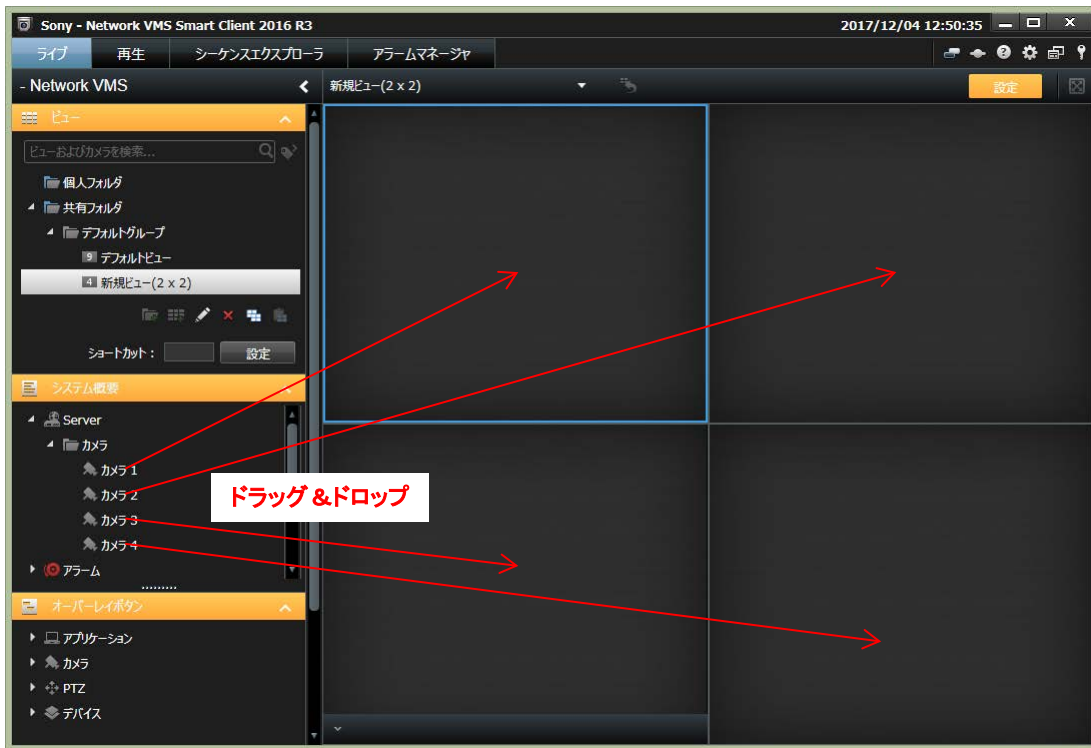 Sony - Network VMS Smart Client 2016 R3
2017/12/04 12:50:35
ライブ 再生 シーケンスエクスプローラ アラームマネージャ
- Network VMS
新規ビュー(2 x 2)
設定
ビュー
ビューおよびカメラを検索...
個人フォルダ
共有フォルダ
デフォルトグループ
9 デフォルトビュー
4 新規ビュー(2 x 2)
ショートカット：
設定
システム概要
Server
カメラ
カメラ 1
カメラ 2
カメラ 3
カメラ 4
ドラッグ＆ドロップ
アラーム
オーバーレイボタン
アプリケーション
カメラ
PTZ
デバイス